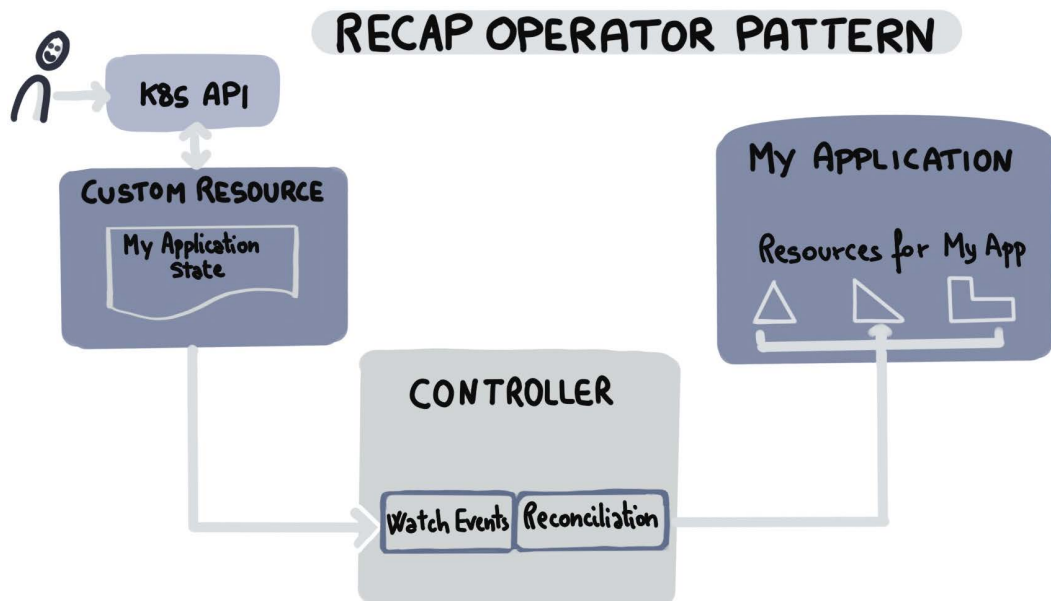 RECAP OPERATOR PATTERN
K8S API
CUSTOM RESOURCE
My Application
State
MY APPLICATION
Resources for My App
CONTROLLER
Watch Events
Reconciliation